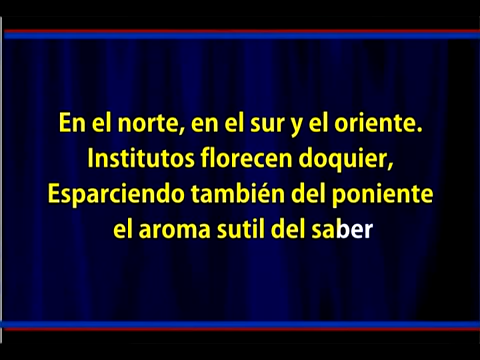 En el norte, en el sur y el oriente.
Institutos florecen doquier,
Esparciendo también del poniente
el aroma sutil del saber